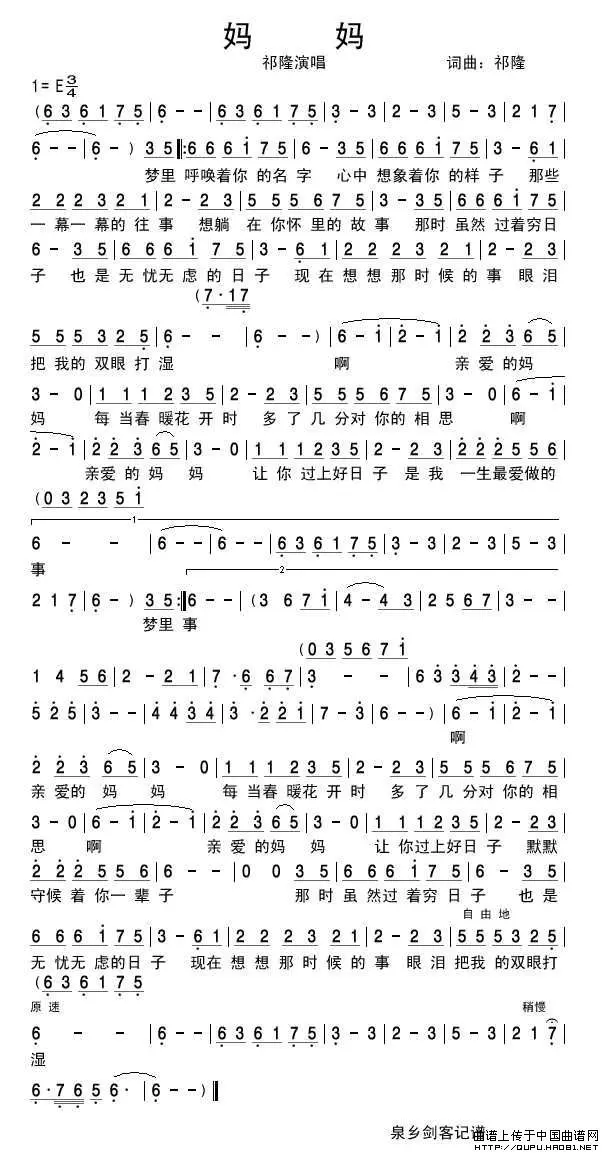 妈 妈
祁隆演唱 词曲：祁隆
1=E 3/4
(6 3 6 1 7 5 | 6 - - | 6 3 6 1 7 5 | 3 - 3 | 2 - 3 | 5 - 3 | 2 1 7 |
6 - - | 6 - ) 3 5 |: 6 6 6 1 7 5 | 6 - 3 5 | 6 6 6 1 7 5 | 3 - 6 1 |
梦里 呼唤着你 的名 字 心中 想象着你 的样子 那些
2 2 2 3 2 1 | 2 - 2 3 | 5 5 5 6 7 5 | 3 - 3 5 | 6 6 6 1 7 5 |
一 幕一 幕的 往 事 想躺 在 你怀 里的 故 事 那时 虽然 过着穷日
6 - 3 5 | 6 6 6 1 7 5 | 3 - 6 1 | 2 2 2 3 2 1 | 2 - 2 3 |
子 也 是 无 忧无 虑 的 日 子 现 在 想 想 那 时 候 的 事 眼 泪
(7 · 1 7
5 5 5 3 2 5 | 6 - - | 6 - - ) | 6 - 1 | 2 - 1 | 2 2 3 6 5 |
把 我的 双眼 打 湿 啊 亲 爱 的妈
3 - 0 | 1 1 1 2 3 5 | 2 - 2 3 | 5 5 5 6 7 5 | 3 - 3 | 6 - 1 |
妈 每 当春 暖花 开 时 多 了 几 分对 你的 相 思 啊
2 - 1 | 2 2 3 6 5 | 3 - 0 | 1 1 1 2 3 5 | 2 - 2 3 | 2 2 2 5 5 6 |
亲爱 的 妈 妈 让 你 过上好日 子 是 我 一生最爱做的
(0 3 2 3 5 1
1
6 - - | 6 - - | 6 - - | 6 3 6 1 7 5 | 3 - 3 | 2 - 3 | 5 - 3 |
事
2
2 1 7 | 6 - ) 3 5 :| 6 - - | (3 6 7 1 | 4 - 4 3 | 2 5 6 7 | 3 - - |
梦里 事
(0 3 5 6 7 1
1 4 5 6 | 2 - 2 1 | 7 · 6 6 7 | 3 - | 6 3 3 4 3 | 2 - - |
5 2 5 | 3 - - | 4 4 3 4 | 3 · 2 2 1 | 7 - 3 | 6 - - | 6 - - ) | 6 - 1 | 2 - 1 |
啊
2 2 3 6 5 | 3 - 0 | 1 1 1 2 3 5 | 2 - 2 3 | 5 5 5 6 7 5 |
亲 爱的 妈 妈 每 当春 暖花 开 时 多 了 几 分对 你 的 相
3 - 0 | 6 - 1 | 2 - 1 | 2 2 3 6 5 | 3 - 0 | 1 1 1 2 3 5 | 2 - 2 3 |
思 啊 亲 爱的妈 妈 让 你过上好日 子 默默
2 2 2 5 5 6 | 6 - - | 0 0 3 5 | 6 6 6 1 7 5 | 6 - 3 5 |
守候 着 你一 辈子 那 时 虽 然过 着 穷 日 子 也是
自 由 地
6 6 6 1 7 5 | 3 - 6 1 | 2 2 2 3 2 1 | 2 - 2 3 | 5 5 5 3 2 5 |
无 忧无 虑 的日 子 现在 想 想 那 时 候的 事 眼 泪把我的 双眼打
(6 3 6 1 7 5
原 速 稍慢
6 - - | 6 - - | 6 3 6 1 7 5 | 3 - 3 | 2 - 3 | 5 - 3 | 2 1 7 |
湿
6 · 7 6 5 6 · | 6 - - ) ||
泉乡剑客记谱
曲谱上传于中国曲谱网
HTTP://QUPU.HAO81.NET